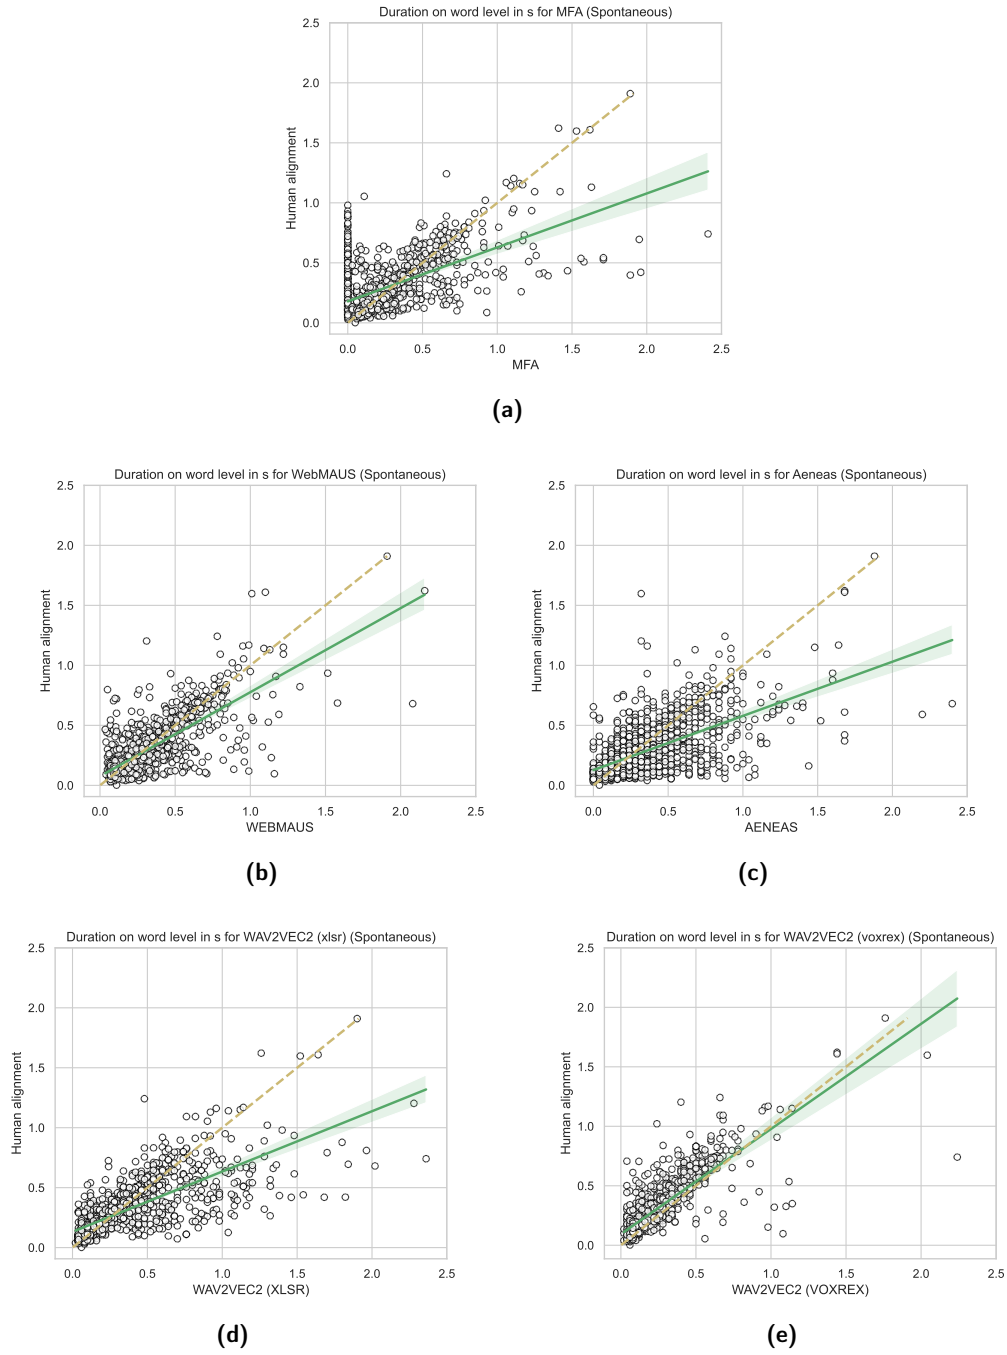 Duration on word level in s for MFA (Spontaneous)
2.5
2.0
1.5
1.0
0.5
0.0
Human alignment
0.0 0.5 1.0 1.5 2.0 2.5
MFA
(a)
Duration on word level in s for WebMAUS (Spontaneous)
2.5
2.0
1.5
1.0
0.5
0.0
Human alignment
0.0 0.5 1.0 1.5 2.0 2.5
WEBMAUS
(b)
Duration on word level in s for Aeneas (Spontaneous)
2.5
2.0
1.5
1.0
0.5
0.0
Human alignment
0.0 0.5 1.0 1.5 2.0 2.5
AENEAS
(c)
Duration on word level in s for WAV2VEC2 (xlsr) (Spontaneous)
2.5
2.0
1.5
1.0
0.5
0.0
Human alignment
0.0 0.5 1.0 1.5 2.0 2.5
WAV2VEC2 (XLSR)
(d)
Duration on word level in s for WAV2VEC2 (voxrex) (Spontaneous)
2.5
2.0
1.5
1.0
0.5
0.0
Human alignment
0.0 0.5 1.0 1.5 2.0 2.5
WAV2VEC2 (VOXREX)
(e)